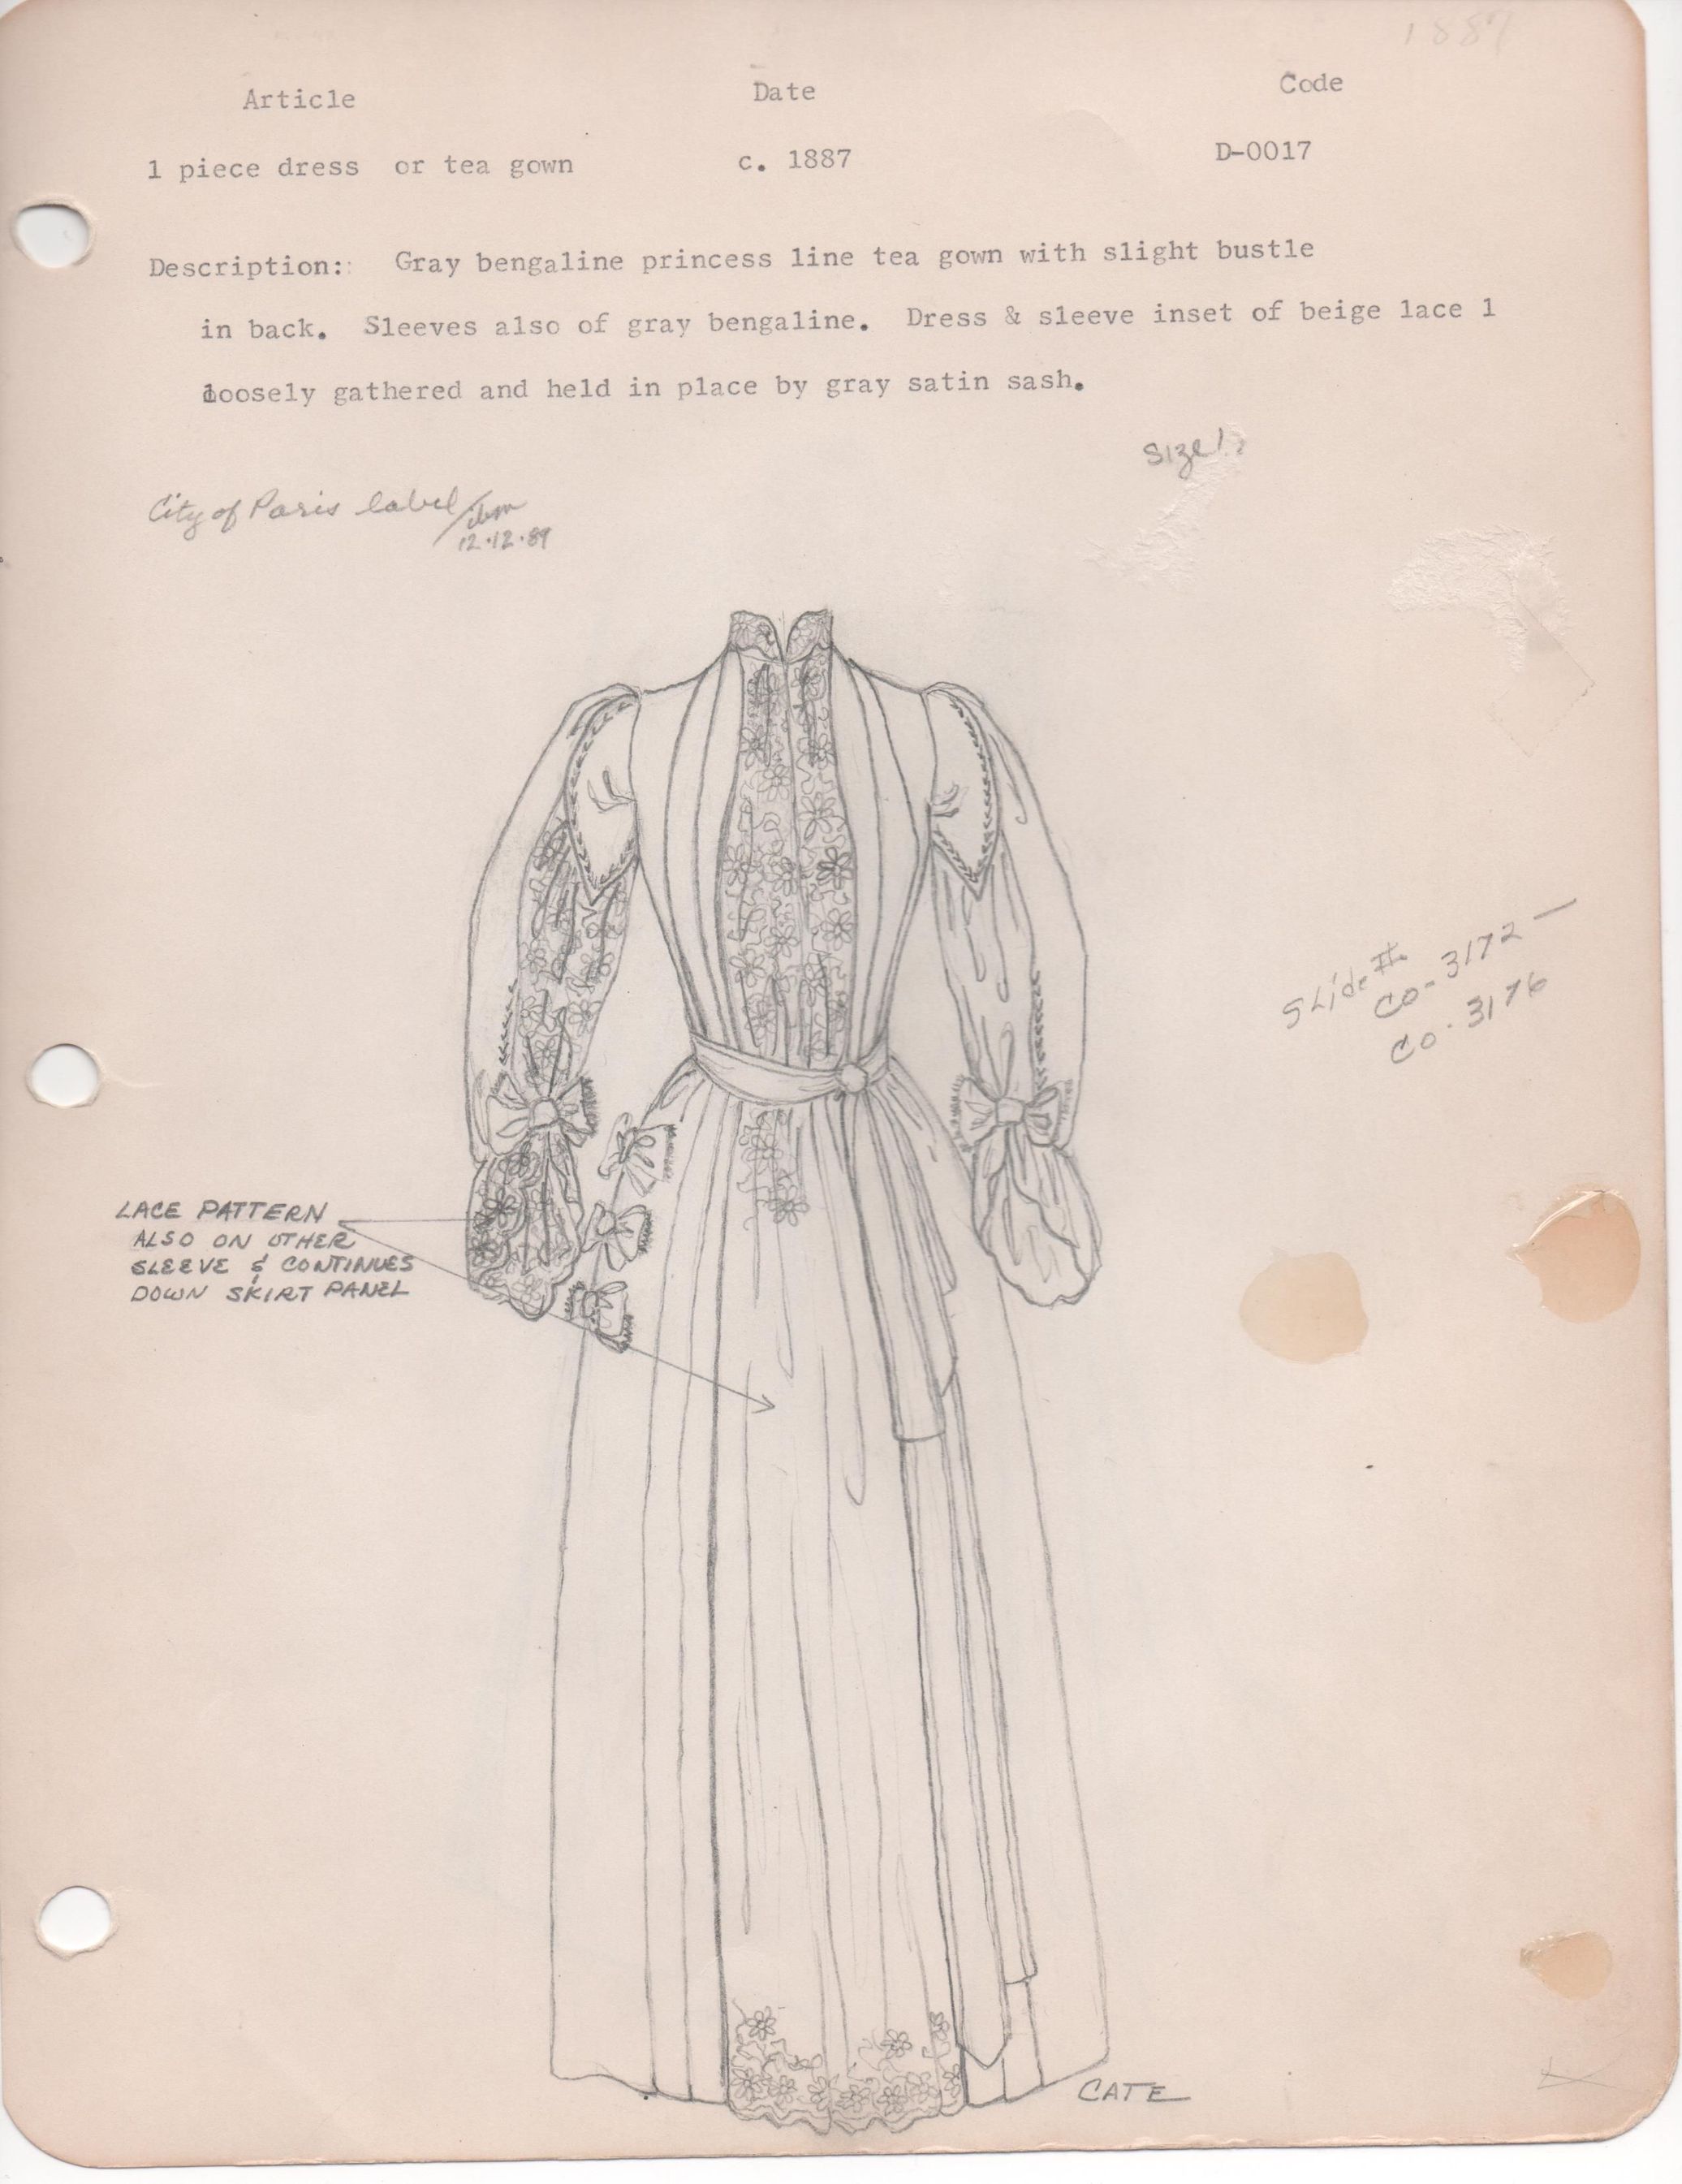 1887
Article Date Code
1 piece dress or tea gown c. 1887 D-0017
Description:: Gray bengaline princess line tea gown with slight bustle
in back. Sleeves also of gray bengaline. Dress & sleeve inset of beige lace l
loosely gathered and held in place by gray satin sash.
Size
City of Paris label/
12.12.89
Slide #
CO-3172 —
CO-3176
LACE PATTERN
ALSO ON OTHER
SLEEVE & CONTINUES
DOWN SKIRT PANEL
CATE